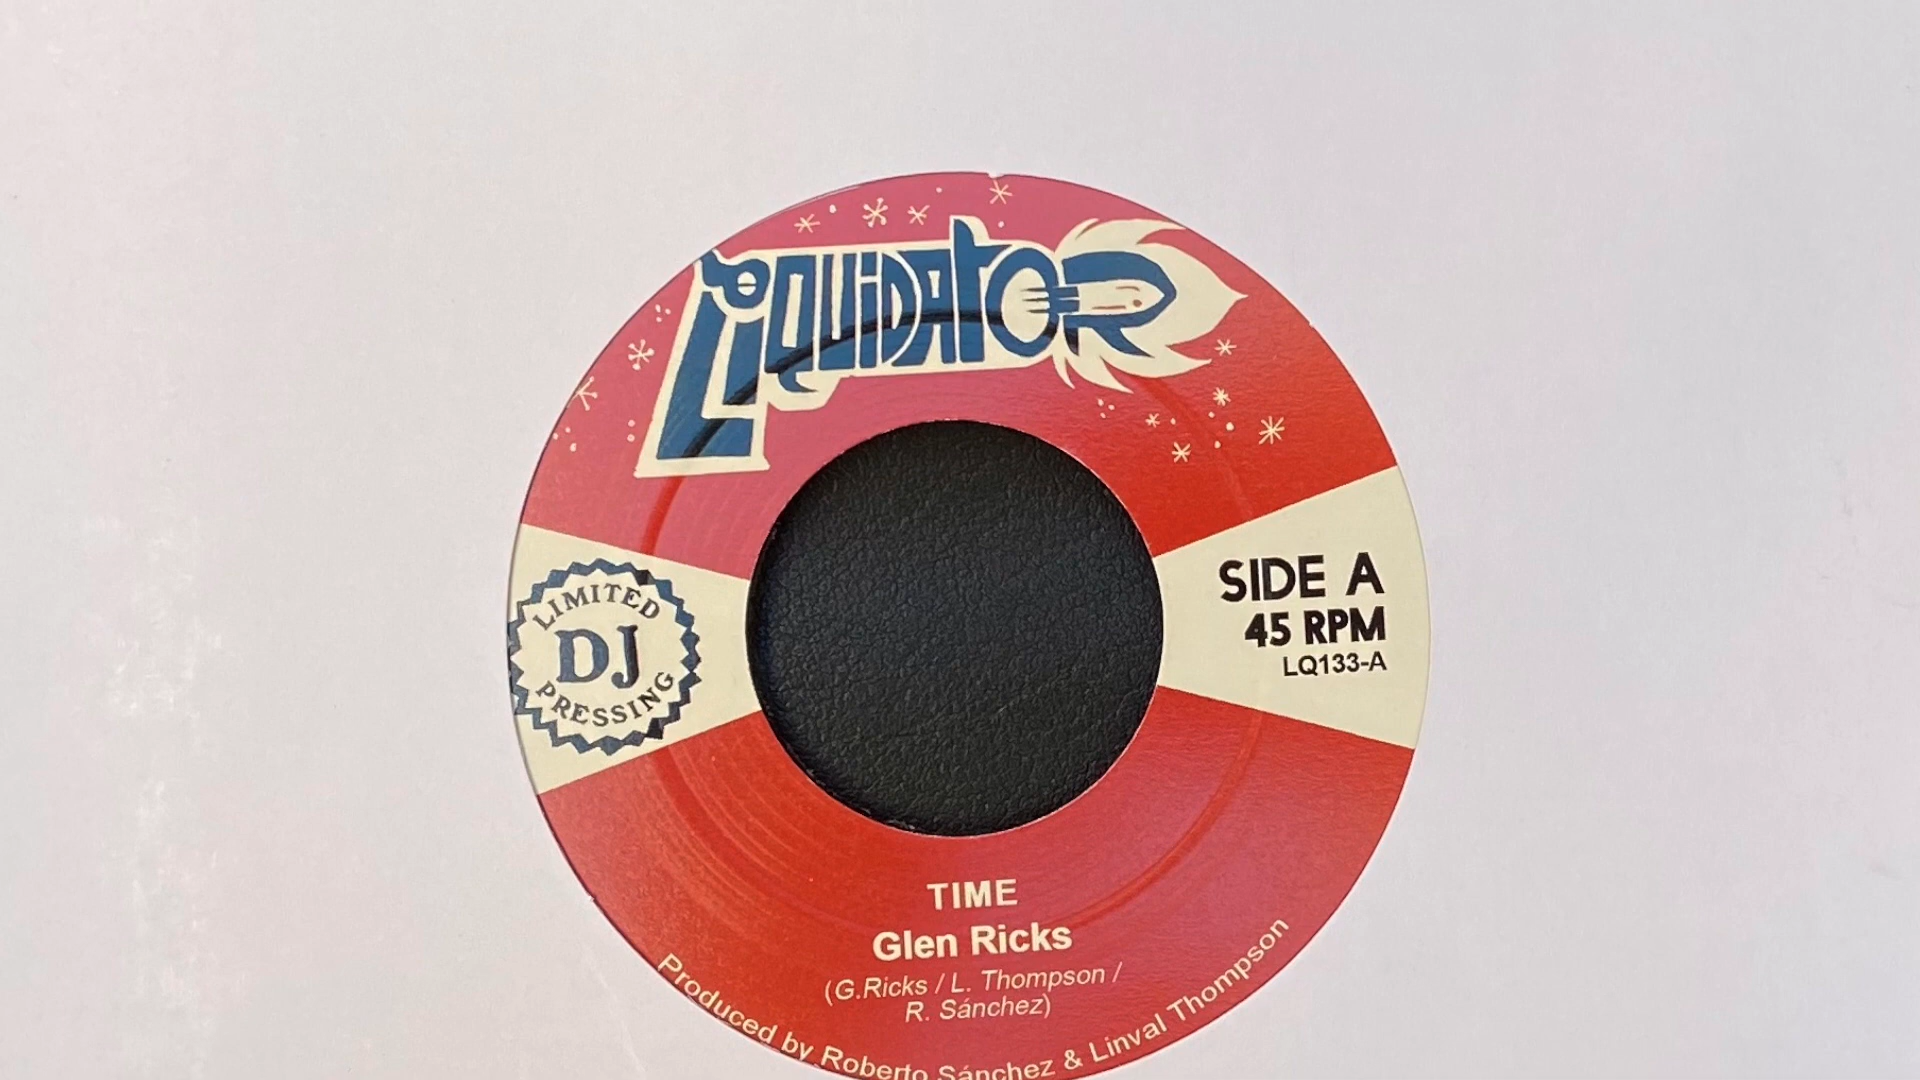 LIQUIDATOR
SIDE A
45 RPM
LQ133-A
LIMITED
DJ
PRESSING
TIME
Glen Ricks
(G.Ricks / L. Thompson /
R. Sánchez)
Produced by Roberto Sánchez & Linval Thompson